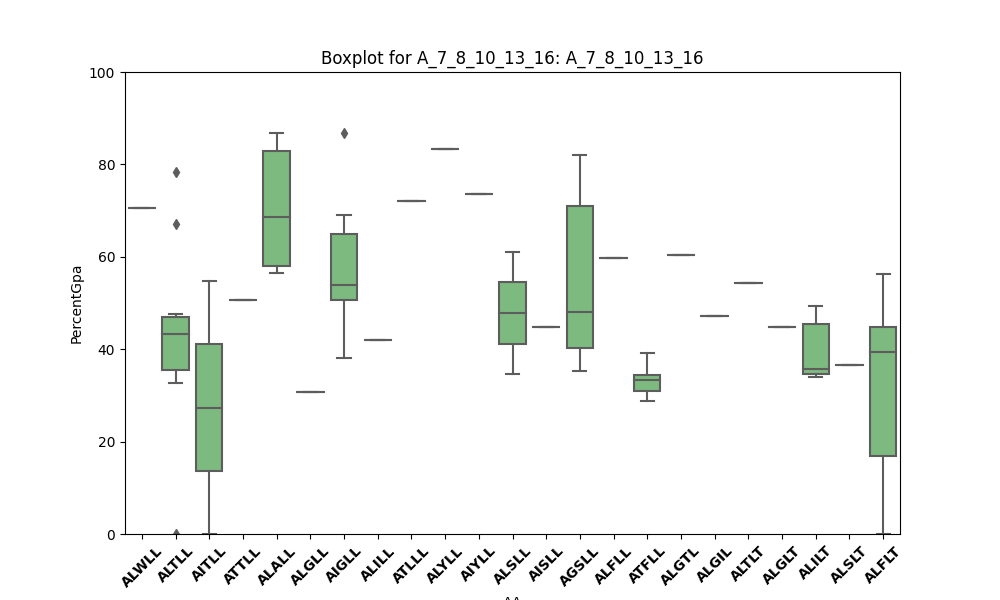 Boxplot for A_7_8_10_13_16: A_7_8_10_13_16
100
80
60
40
20
0
PercentGpa
ALWLL
ALTLL
AITLL
ATTLL
ALALL
ALGLL
AIGLL
ALILL
ATLLL
ALYLL
AIYLL
ALSLL
AISLL
AGSLL
ALFLL
ATFLL
ALGTL
ALGIL
ALTLT
ALGLT
ALILT
ALSLT
ALFLT